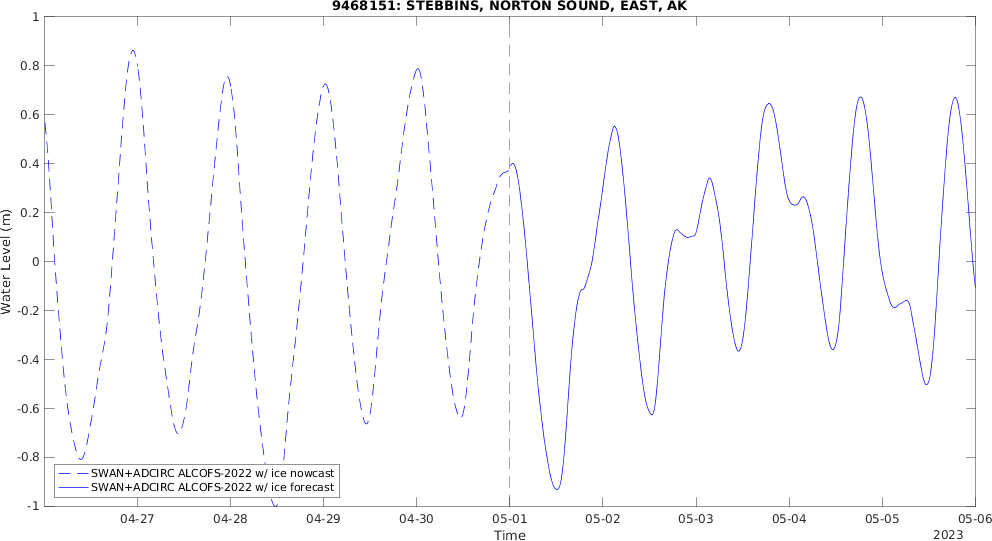 9468151: STEBBINS, NORTON SOUND, EAST, AK
Water Level (m)
1
0.8
0.6
0.4
0.2
0
-0.2
-0.4
-0.6
-0.8
-1
SWAN+ADCIRC ALCOFS-2022 w/ ice nowcast
SWAN+ADCIRC ALCOFS-2022 w/ ice forecast
04-27 04-28 04-29 04-30 05-01 05-02 05-03 05-04 05-05 05-06
Time
2023